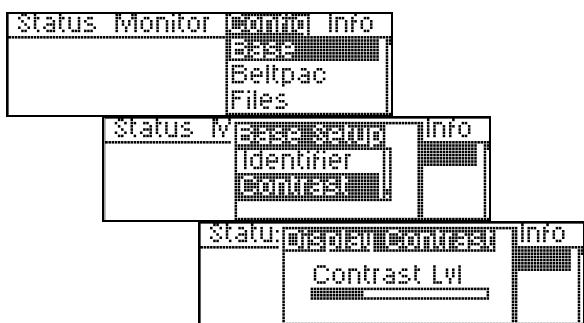 Status Monitor Config Info
Base
Beltpac
Files
Status M Base Setup Info
Identifier
Contrast
Statu: Display Contrast Info
Contrast Lvl